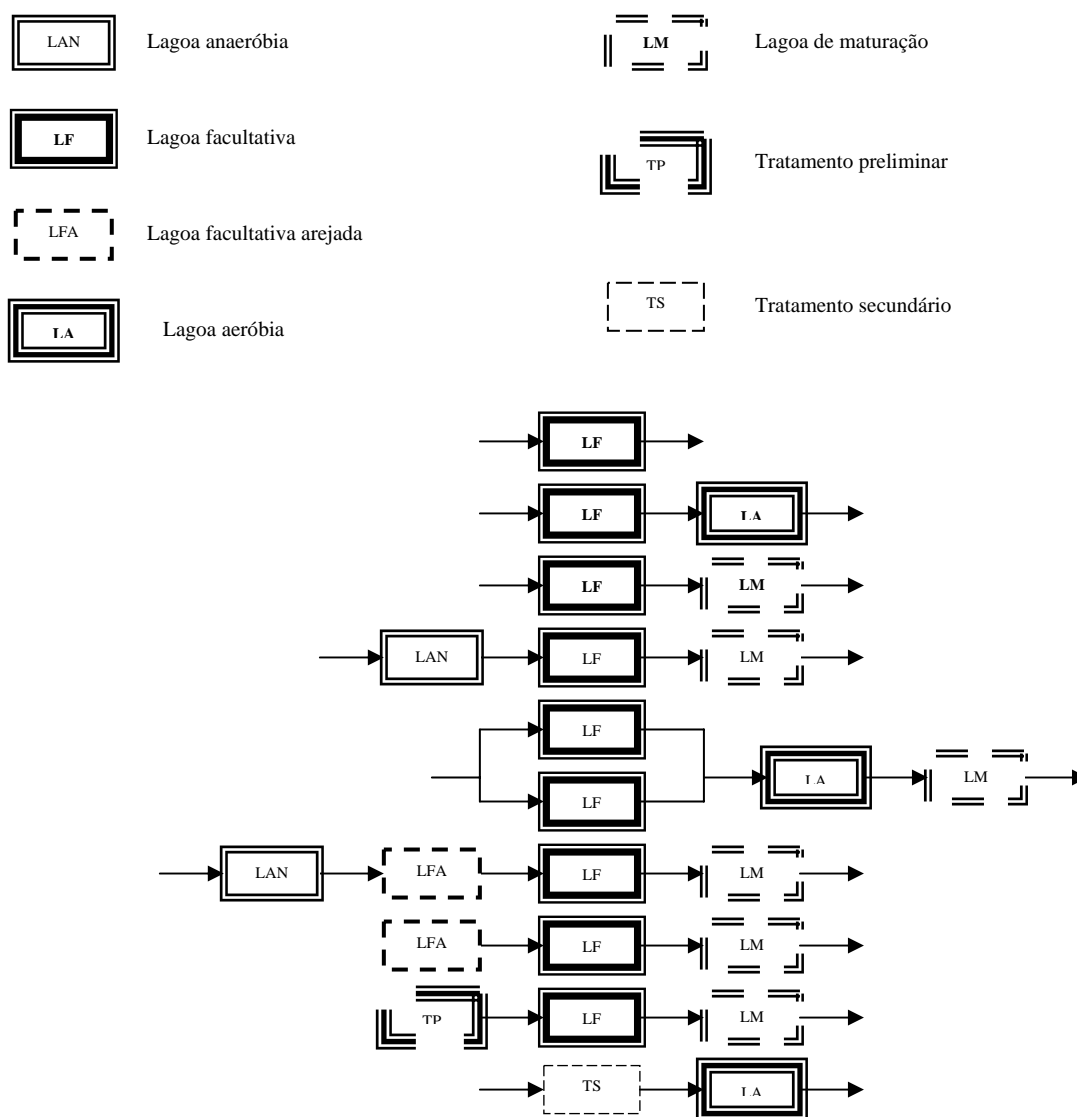 LAN Lagoa anaeróbia
LM Lagoa de maturação
LF Lagoa facultativa
TP Tratamento preliminar
LFA Lagoa facultativa arejada
TS Tratamento secundário
LA Lagoa aeróbia
LF
LF LA
LF LM
LAN LF LM
LF
LA LM
LF
LAN LFA LF LM
LFA LF LM
TP LF LM
TS LA